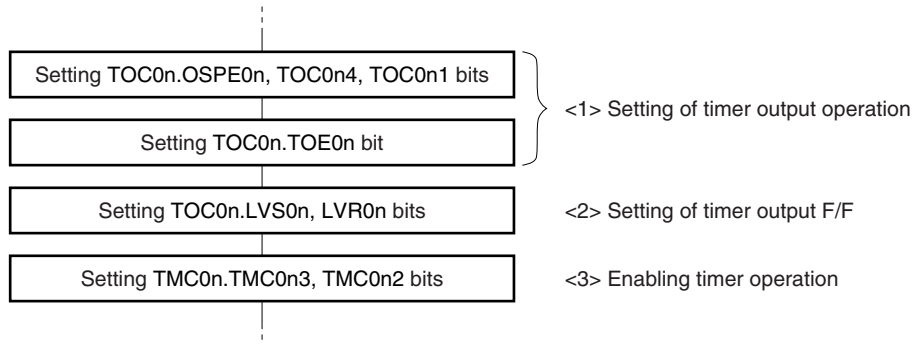 Setting TOC0n.OSPE0n, TOC0n4, TOC0n1 bits
<1> Setting of timer output operation
Setting TOC0n.TOE0n bit
Setting TOC0n.LVS0n, LVR0n bits
<2> Setting of timer output F/F
Setting TMC0n.TMC0n3, TMC0n2 bits
<3> Enabling timer operation